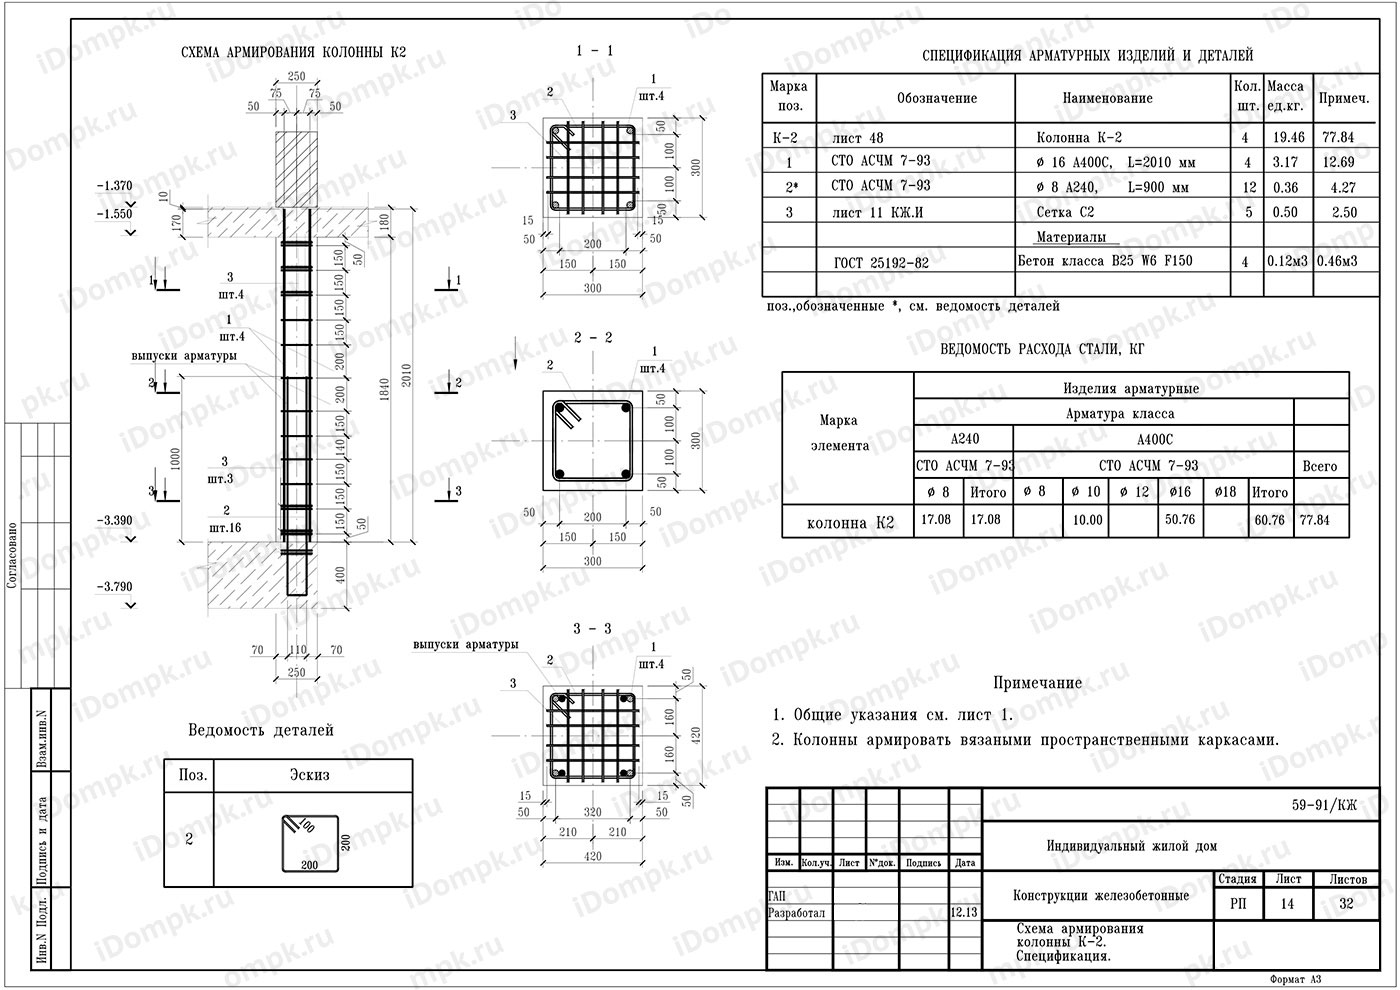 СХЕМА АРМИРОВАНИЯ КОЛОННЫ К2
250
75 75
50 50
-1.370
-1.550
10
170
180
50
150
150
150
150
200
200
150
140
150
150
150
50
1840
2010
1000
400
1 1
2 2
3 3
3
шт.4
1
шт.4
выпуски арматуры
3
шт.3
2
шт.16
-3.390
-3.790
70 110 70
250
Ведомость деталей
Поз. Эскиз
2
100
200
200
1 - 1
1
шт.4
2
3
50
100
100
50
300
15 15
50 200 50
150 150
300
2 - 2
1
шт.4
2
50
100
100
50
300
50 200 50
150 150
300
3 - 3
выпуски арматуры
1
шт.4
2
3
50
160
160
50
420
15 15
50 320 50
210 210
420
СПЕЦИФИКАЦИЯ АРМАТУРНЫХ ИЗДЕЛИЙ И ДЕТАЛЕЙ
Марка поз. Обозначение Наименование Кол. шт. Масса ед.кг. Примеч.
К-2 лист 48 Колонна К-2 4 19.46 77.84
1 СТО АСЧМ 7-93 ϕ 16 А400С, L=2010 мм 4 3.17 12.69
2* СТО АСЧМ 7-93 ϕ 8 А240, L=900 мм 12 0.36 4.27
3 лист 11 КЖ.И Сетка С2 5 0.50 2.50
Материалы
ГОСТ 25192-82 Бетон класса В25 W6 F150 4 0.12м3 0.46м3
поз.,обозначенные *, см. ведомость деталей
ВЕДОМОСТЬ РАСХОДА СТАЛИ, КГ
Марка элемента
Изделия арматурные
Арматура класса
А240 А400С
СТО АСЧМ 7-93 СТО АСЧМ 7-93 Всего
ϕ 8 Итого ϕ 8 ϕ 10 ϕ 12 ϕ16 ϕ18 Итого
колонна К2 17.08 17.08 10.00 50.76 60.76 77.84
Примечание
1. Общие указания см. лист 1.
2. Колонны армировать вязаными пространственными каркасами.
59-91/КЖ
Индивидуальный жилой дом
Изм. Кол.уч. Лист N°док. Подпись Дата
ГАП
Разработал 12.13
Конструкции железобетонные
Стадия Лист Листов
РП 14 32
Схема армирования
колонны К-2.
Спецификация.
Формат А3
Согласовано
Взам.инв.N
Подпись и дата
Инв.N Подл.
iDompk.ru